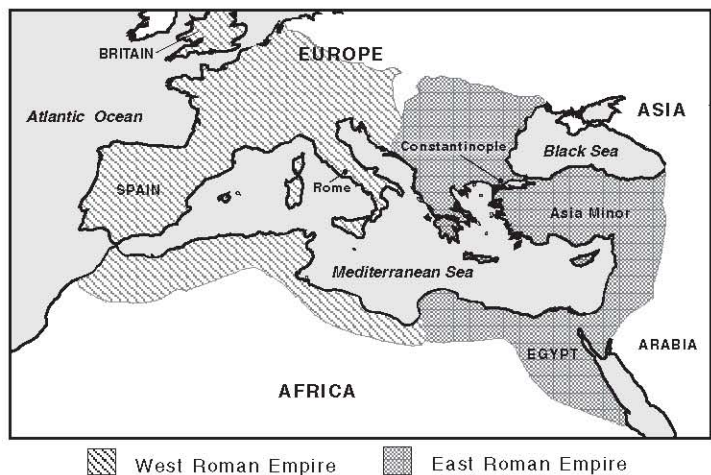 EUROPE
BRITAIN
Atlantic Ocean
ASIA
Constantinople
Black Sea
SPAIN
Rome
Asia Minor
Mediterranean Sea
EGYPT
ARABIA
AFRICA
West Roman Empire
East Roman Empire